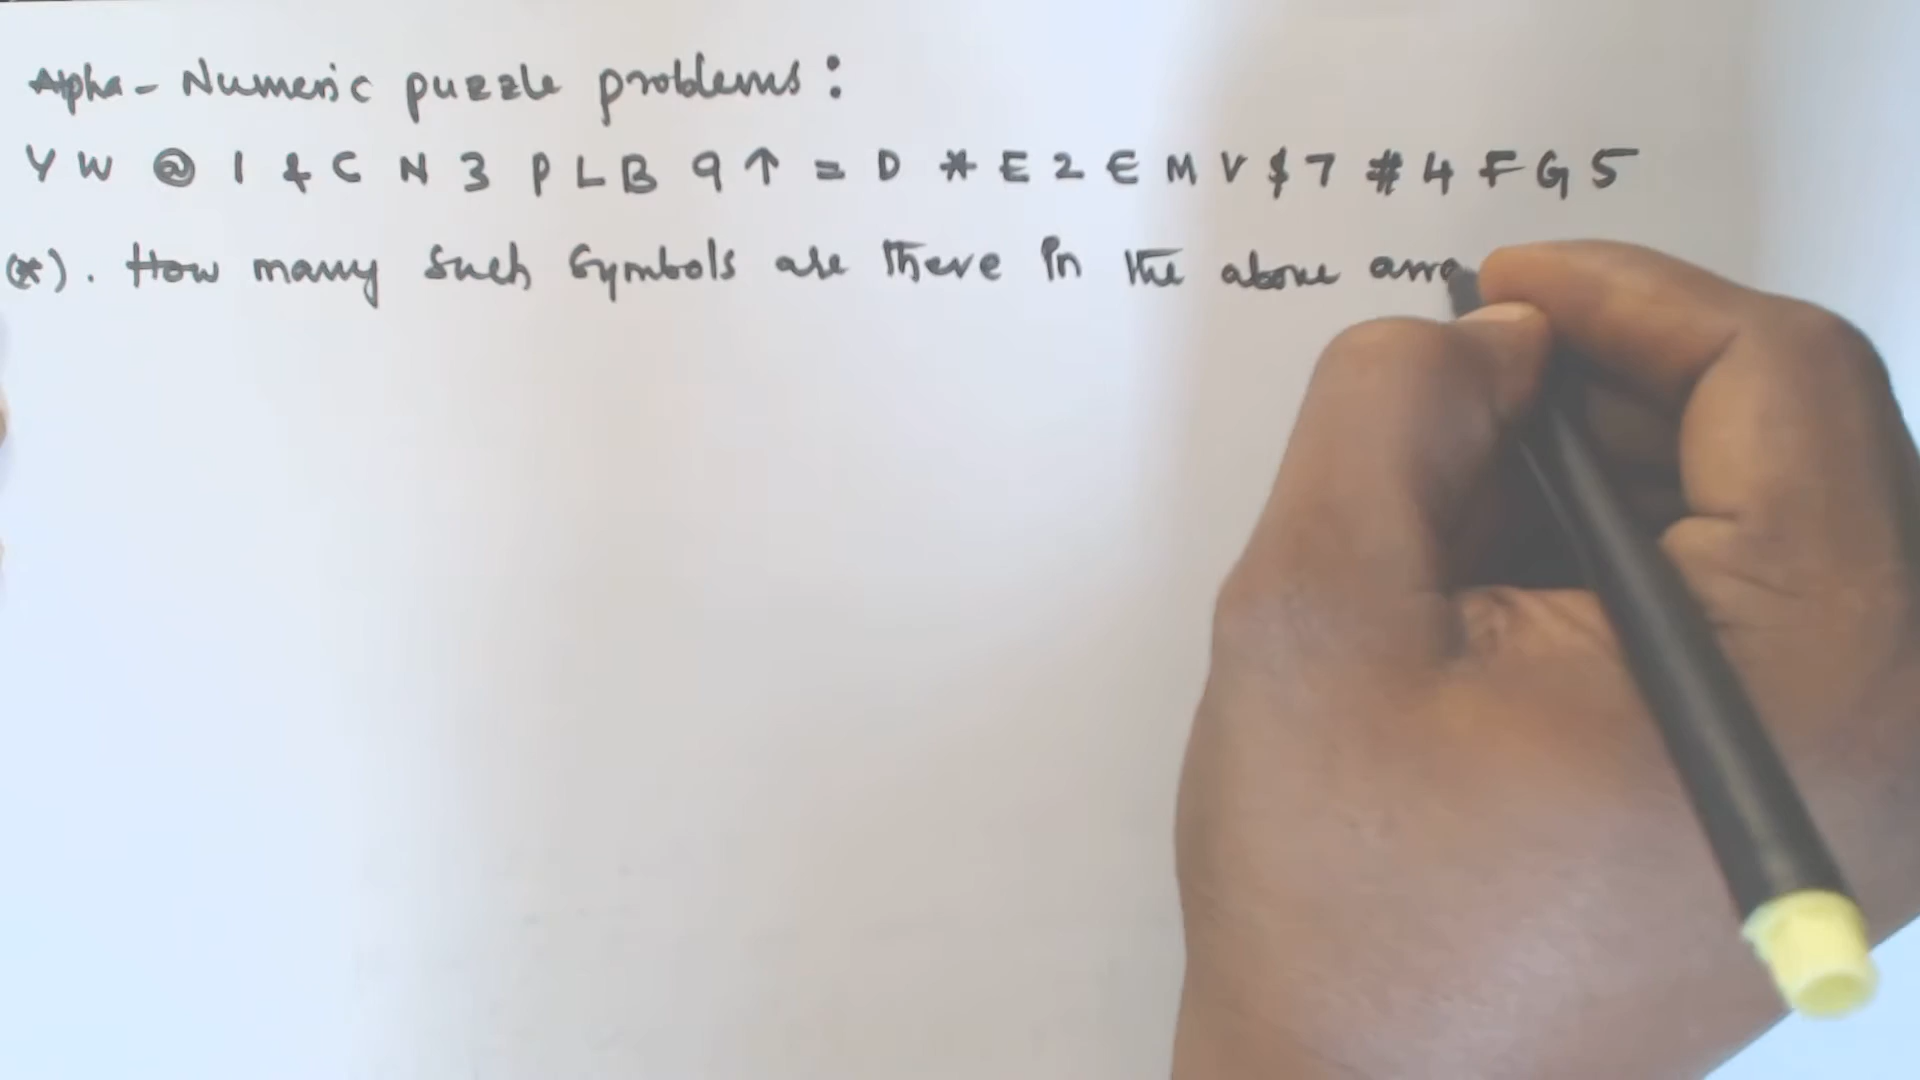 Alpha-Numeric puzzle problems :
Y W @ 1 & C N 3 P L B 9 ↑ = D * E 2 € M V $ 7 # 4 F G 5
(*). How many such symbols are there in the above arra